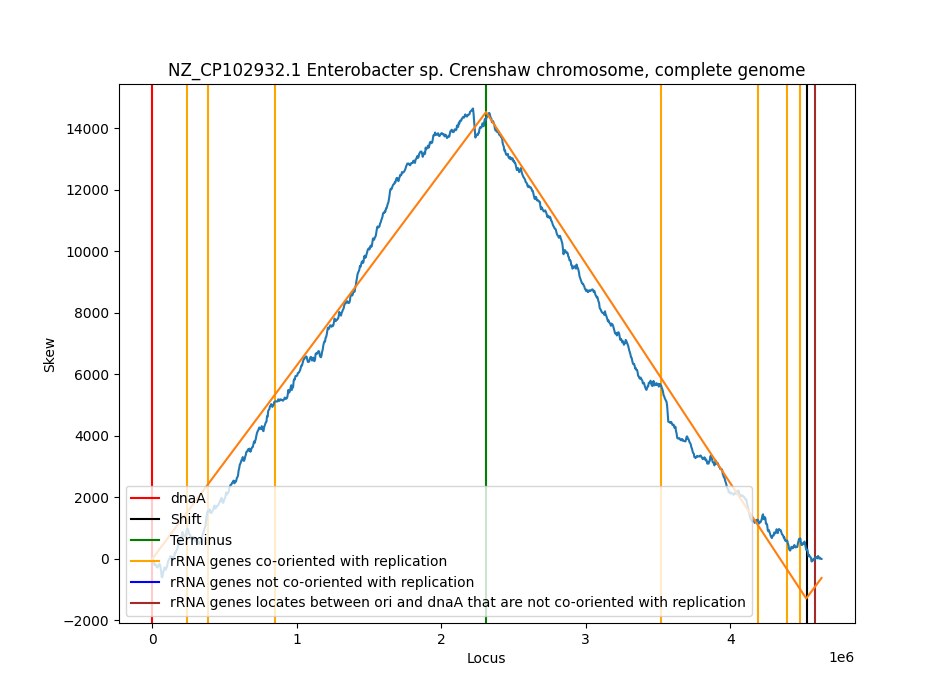 NZ_CP102932.1 Enterobacter sp. Crenshaw chromosome, complete genome
14000
12000
10000
8000
6000
4000
2000
0
−2000
Skew
dnaA
Shift
Terminus
rRNA genes co-oriented with replication
rRNA genes not co-oriented with replication
rRNA genes locates between ori and dnaA that are not co-oriented with replication
0 1 2 3 4
1e6
Locus